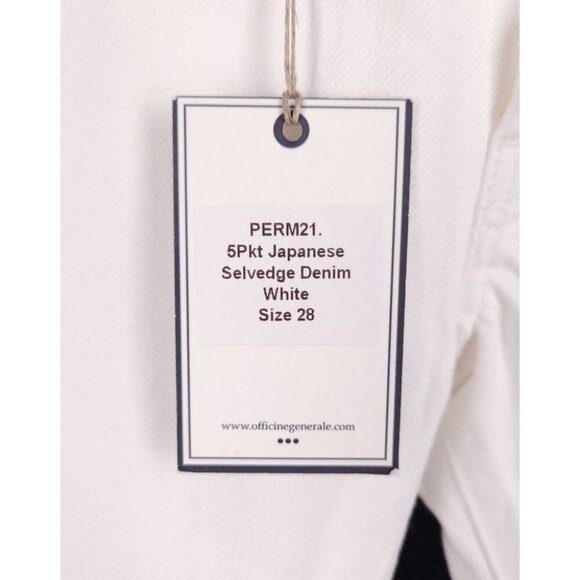 PERM21.
5Pkt Japanese
Selvedge Denim
White
Size 28
www.officinegenerale.com